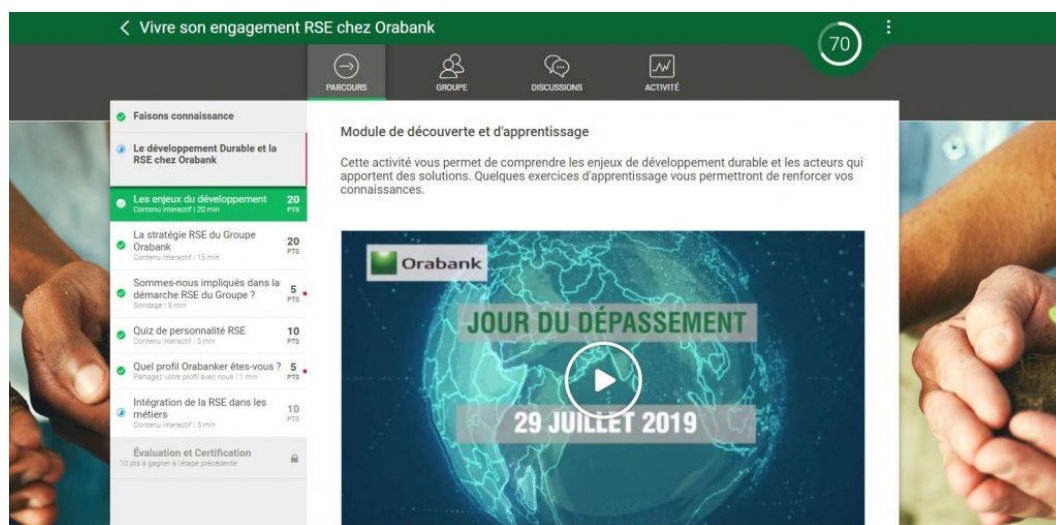 Vivre son engagement RSE chez Orabank
70
PARCOURS
GROUPE
DISCUSSIONS
ACTIVITÉ
Faisons connaissance
Le développement Durable et la
RSE chez Orabank
Les enjeux du développement
20
Contenu interactif | 20 min
PTS
La stratégie RSE du Groupe
Orabank
20
PTS
Contenu interactif | 15 min
Sommes-nous impliqués dans la
démarche RSE du Groupe ?
5
PTS
Sondage | 5 min
Quiz de personnalité RSE
10
Contenu interactif | 3 min
PTS
Quel profil Orabanker êtes-vous ?
5
Partagez votre profil avec nous | 1 min
PTS
Intégration de la RSE dans les
métiers
10
PTS
Contenu interactif | 5 min
Évaluation et Certification
10 pts à gagner à l'étape précédente
Module de découverte et d'apprentissage
Cette activité vous permet de comprendre les enjeux de développement durable et les acteurs qui
apportent des solutions. Quelques exercices d'apprentissage vous permettront de renforcer vos
connaissances.
Orabank
JOUR DU DÉPASSEMENT
29 JUILLET 2019